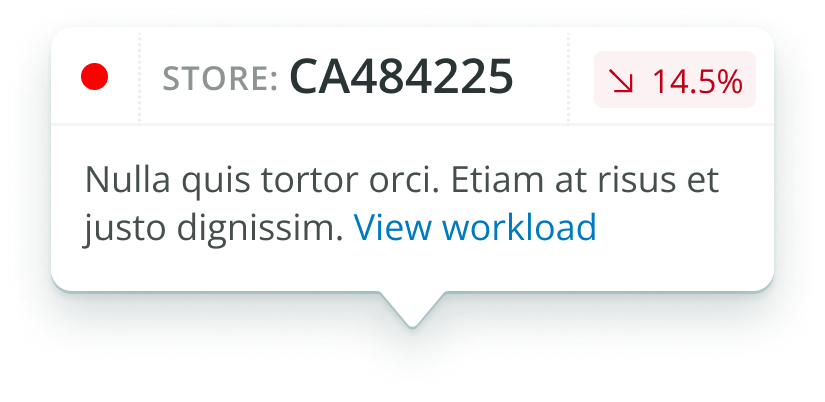 STORE: CA484225 ↘ 14.5%
Nulla quis tortor orci. Etiam at risus et
justo dignissim. View workload